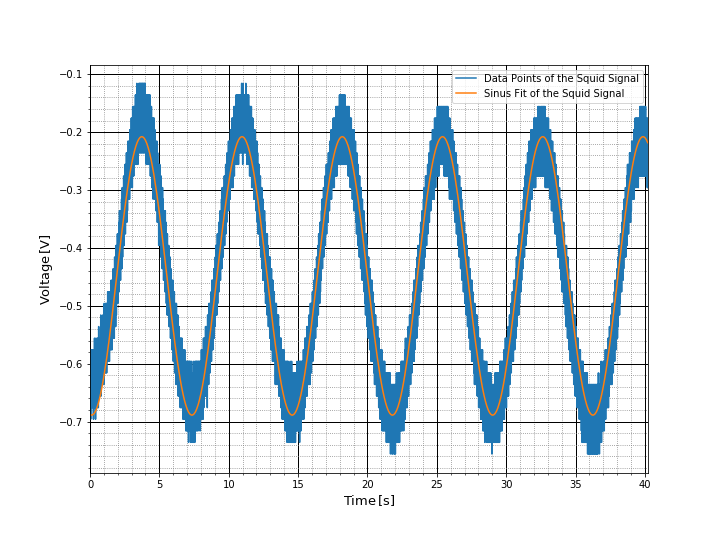 Data Points of the Squid Signal
Sinus Fit of the Squid Signal
−0.1
−0.2
−0.3
−0.4
−0.5
−0.6
−0.7
Voltage [V]
0 5 10 15 20 25 30 35 40
Time [s]